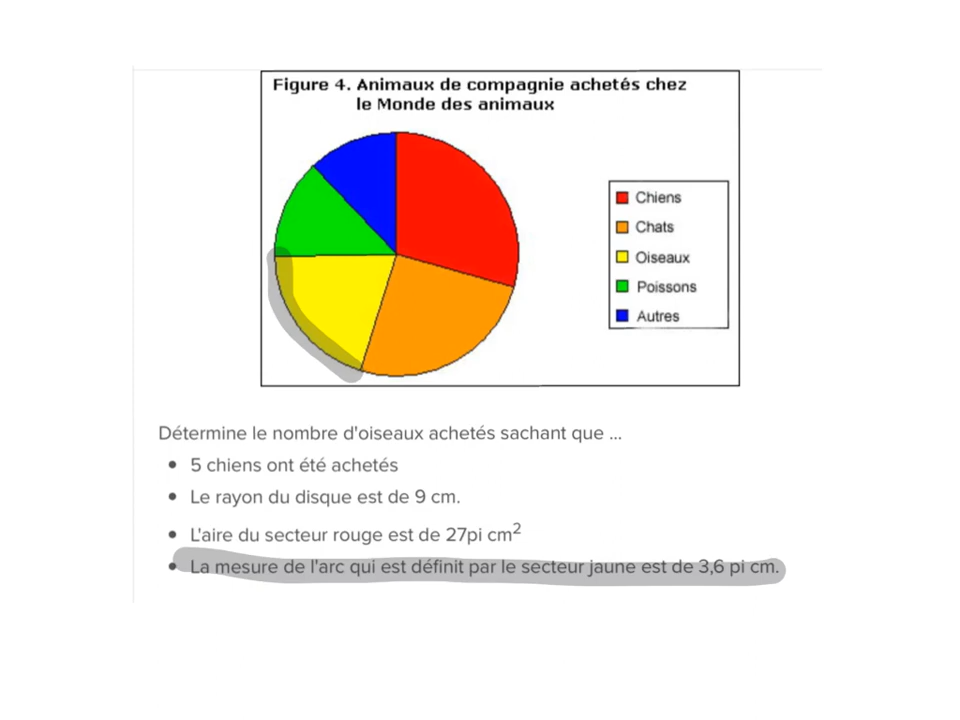 Figure 4. Animaux de compagnie achetés chez
le Monde des animaux
Chiens
Chats
Oiseaux
Poissons
Autres
Détermine le nombre d'oiseaux achetés sachant que ...
• 5 chiens ont été achetés
• Le rayon du disque est de 9 cm.
• L'aire du secteur rouge est de 27pi cm²
• La mesure de l'arc qui est définit par le secteur jaune est de 3,6 pi cm.